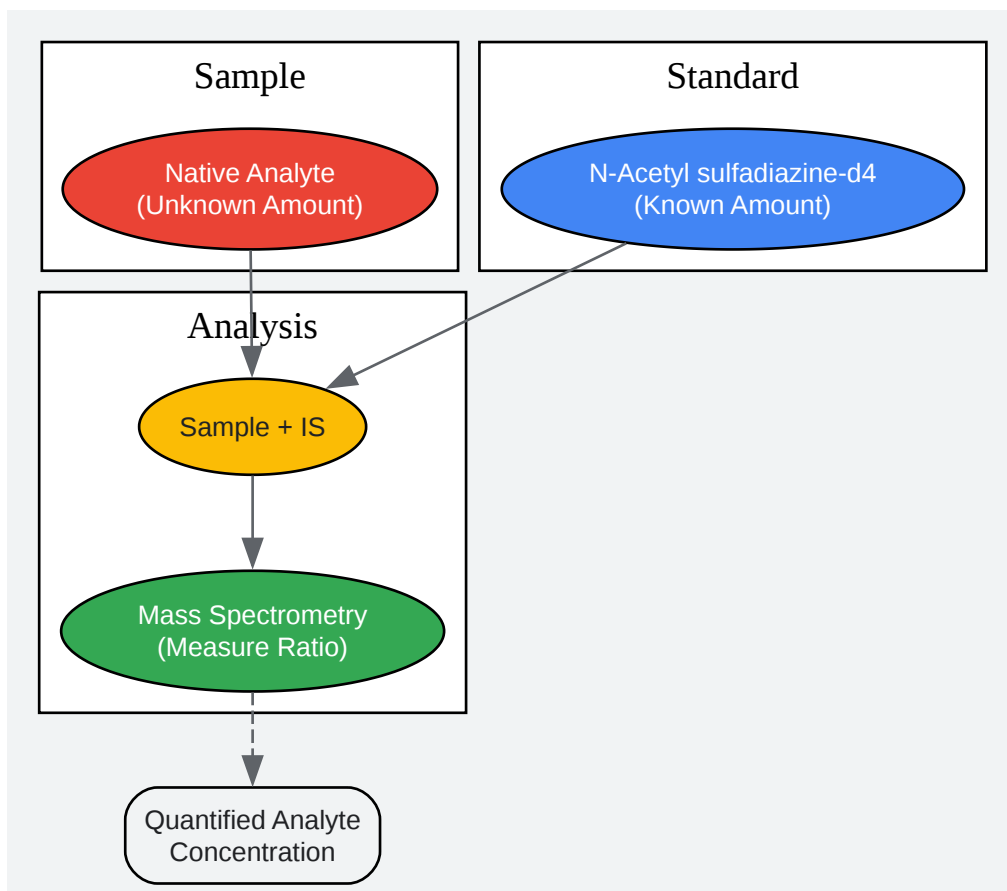 Sample
Native Analyte
(Unknown Amount)
Standard
N-Acetyl sulfadiazine-d4
(Known Amount)
Analysis
Sample + IS
Mass Spectrometry
(Measure Ratio)
Quantified Analyte
Concentration